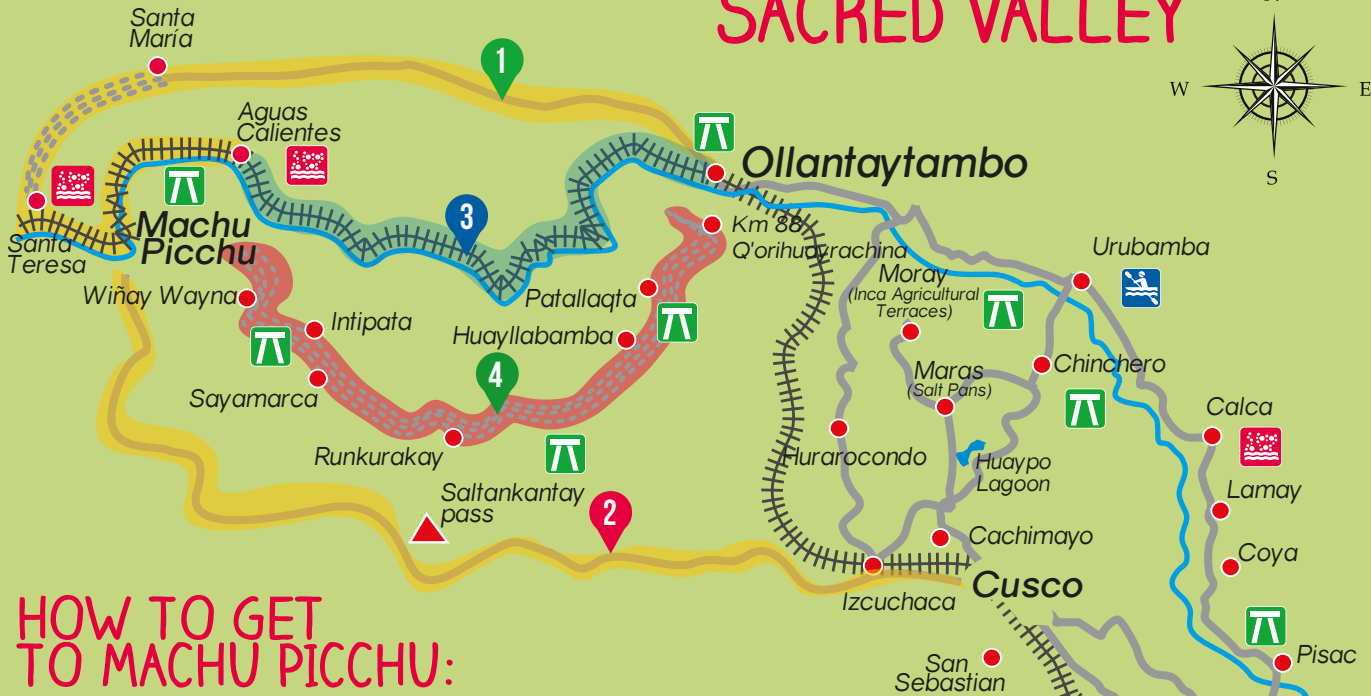 SACRED VALLEY
W
E
S
Santa
María
1
Aguas
Calientes
Ollantaytambo
3
Machu
Picchu
Santa
Teresa
Km 88
Q'orihuayrachina
Urubamba
Moray
(Inca Agricultural
Terraces)
Wiñay Wayna
Patallaqta
Intipata
Huayllabamba
Chinchero
4
Maras
(Salt Pans)
Sayamarca
Calca
Runkurakay
Hurarocondo
Huaypo
Lagoon
Saltankantay
pass
Lamay
2
Cachimayo
Coya
Cusco
Izcuchaca
HOW TO GET
TO MACHU PICCHU:
San
Sebastian
Pisac